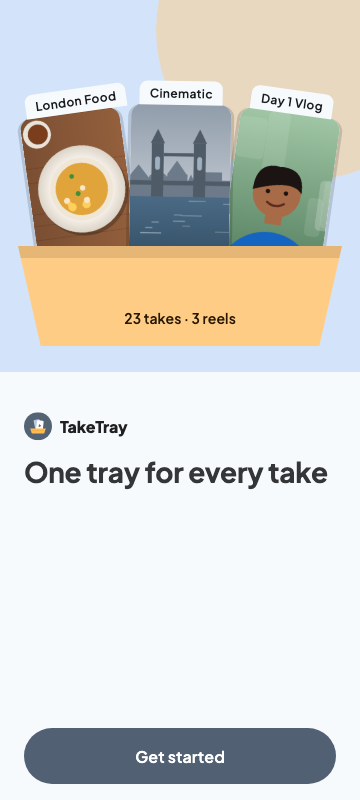 London Food
Cinematic
Day 1 Vlog
23 takes · 3 reels
TakeTray
One tray for every take
Get started